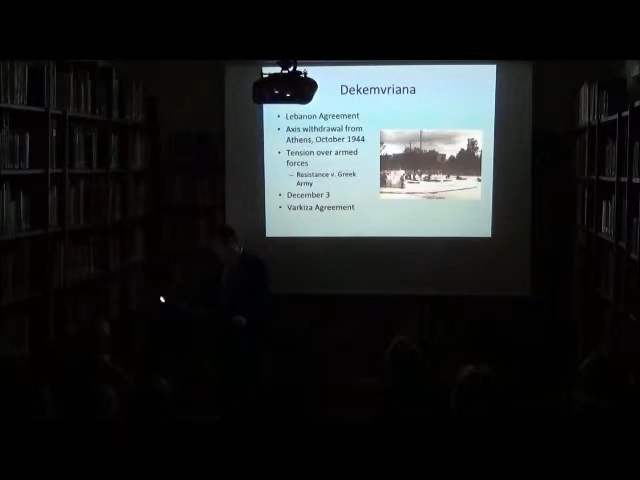 Dekemvriana
• Lebanon Agreement
• Axis withdrawal from
Athens, October 1944
• Tension over armed
forces
– Resistance v. Greek
Army
• December 3
• Varkiza Agreement